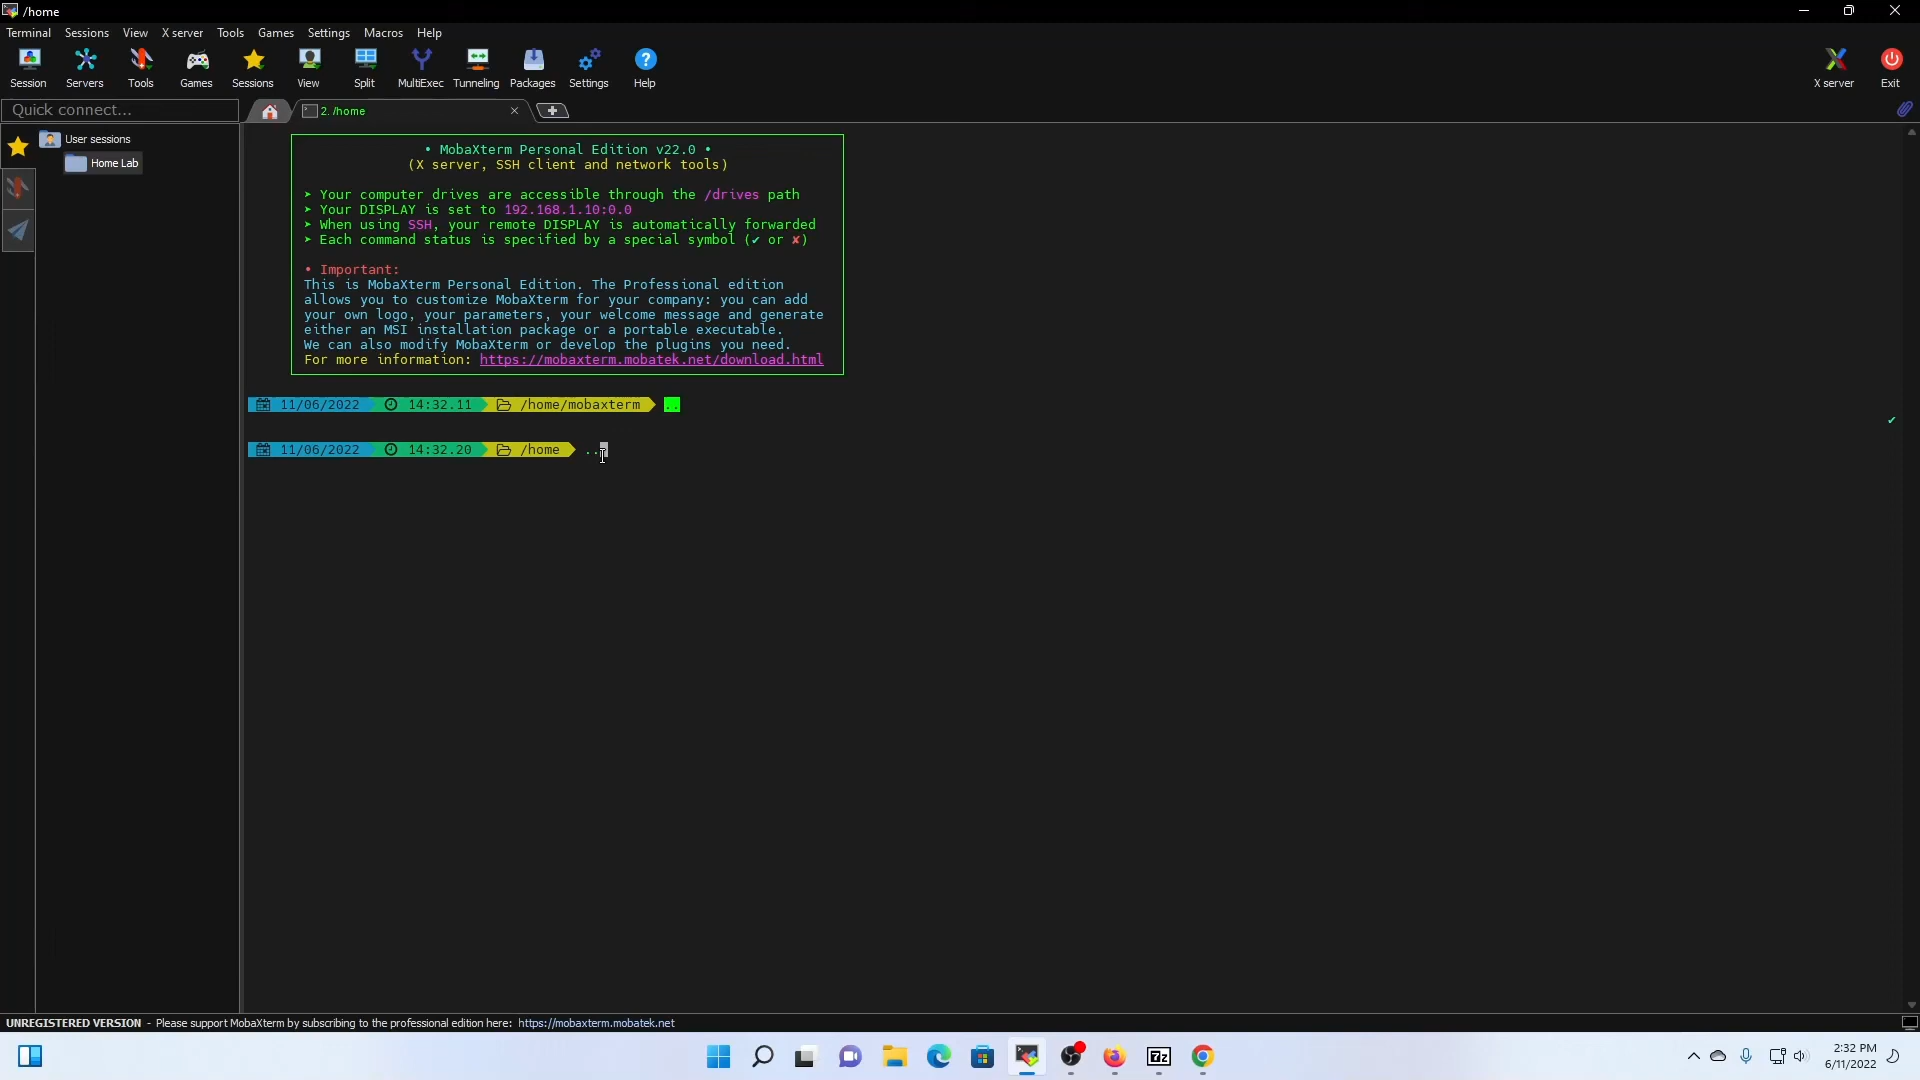 /home
Terminal Sessions View X server Tools Games Settings Macros Help
Session Servers Tools Games Sessions View Split MultiExec Tunneling Packages Settings Help X server Exit
Quick connect...
2. /home
User sessions
Home Lab
• MobaXterm Personal Edition v22.0 •
(X server, SSH client and network tools)
➤ Your computer drives are accessible through the /drives path
➤ Your DISPLAY is set to 192.168.1.10:0.0
➤ When using SSH, your remote DISPLAY is automatically forwarded
➤ Each command status is specified by a special symbol (✔ or ✘)
• Important:
This is MobaXterm Personal Edition. The Professional edition
allows you to customize MobaXterm for your company: you can add
your own logo, your parameters, your welcome message and generate
either an MSI installation package or a portable executable.
We can also modify MobaXterm or develop the plugins you need.
For more information: https://mobaxterm.mobatek.net/download.html
11/06/2022 14:32.11 /home/mobaxterm ..
✔
11/06/2022 14:32.20 /home ..
UNREGISTERED VERSION - Please support MobaXterm by subscribing to the professional edition here: https://mobaxterm.mobatek.net
7z
2:32 PM
6/11/2022